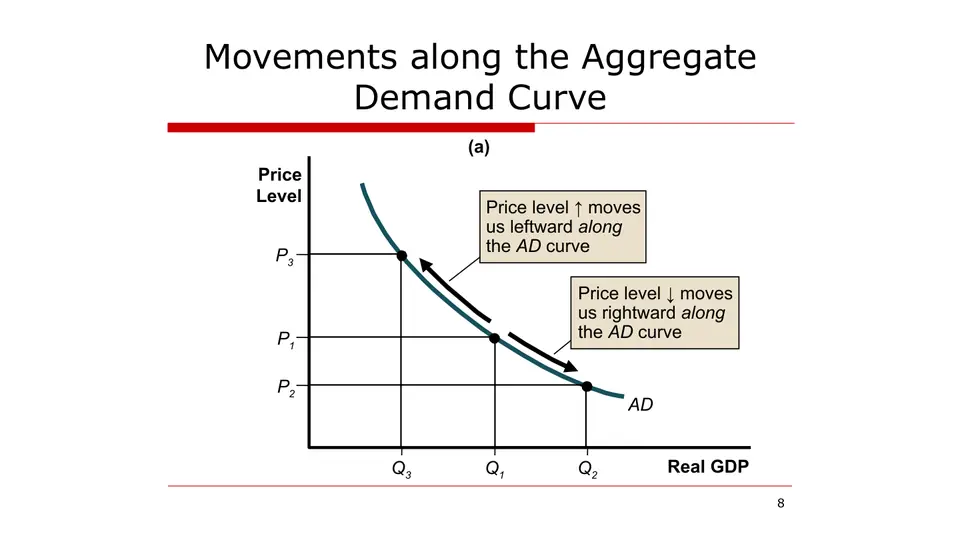 Movements along the Aggregate
Demand Curve
(a)
Price
Level
Price level ↑ moves
us leftward along
the AD curve
P3
Price level ↓ moves
us rightward along
the AD curve
P1
P2
AD
Q3
Q1
Q2
Real GDP
8